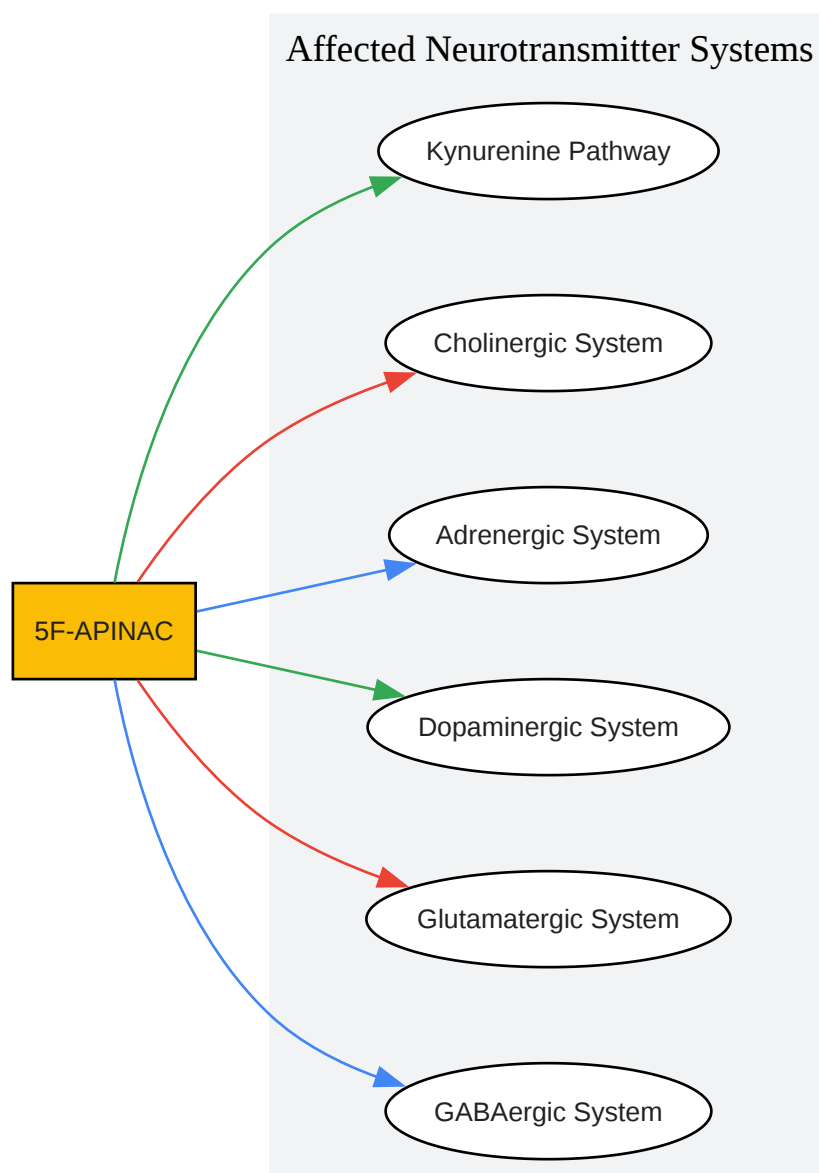 Affected Neurotransmitter Systems
Kynurenine Pathway
Cholinergic System
Adrenergic System
5F-APINAC
Dopaminergic System
Glutamatergic System
GABAergic System